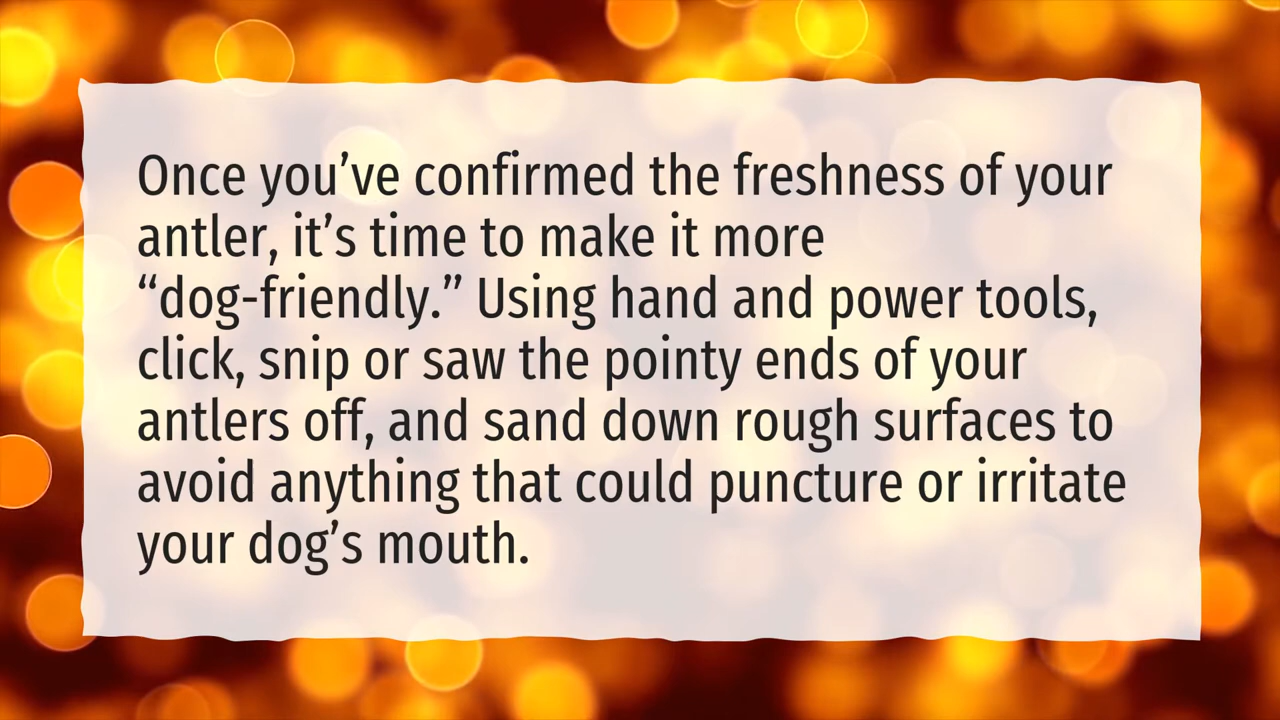 Once you’ve confirmed the freshness of your
antler, it’s time to make it more
“dog-friendly.” Using hand and power tools,
click, snip or saw the pointy ends of your
antlers off, and sand down rough surfaces to
avoid anything that could puncture or irritate
your dog’s mouth.